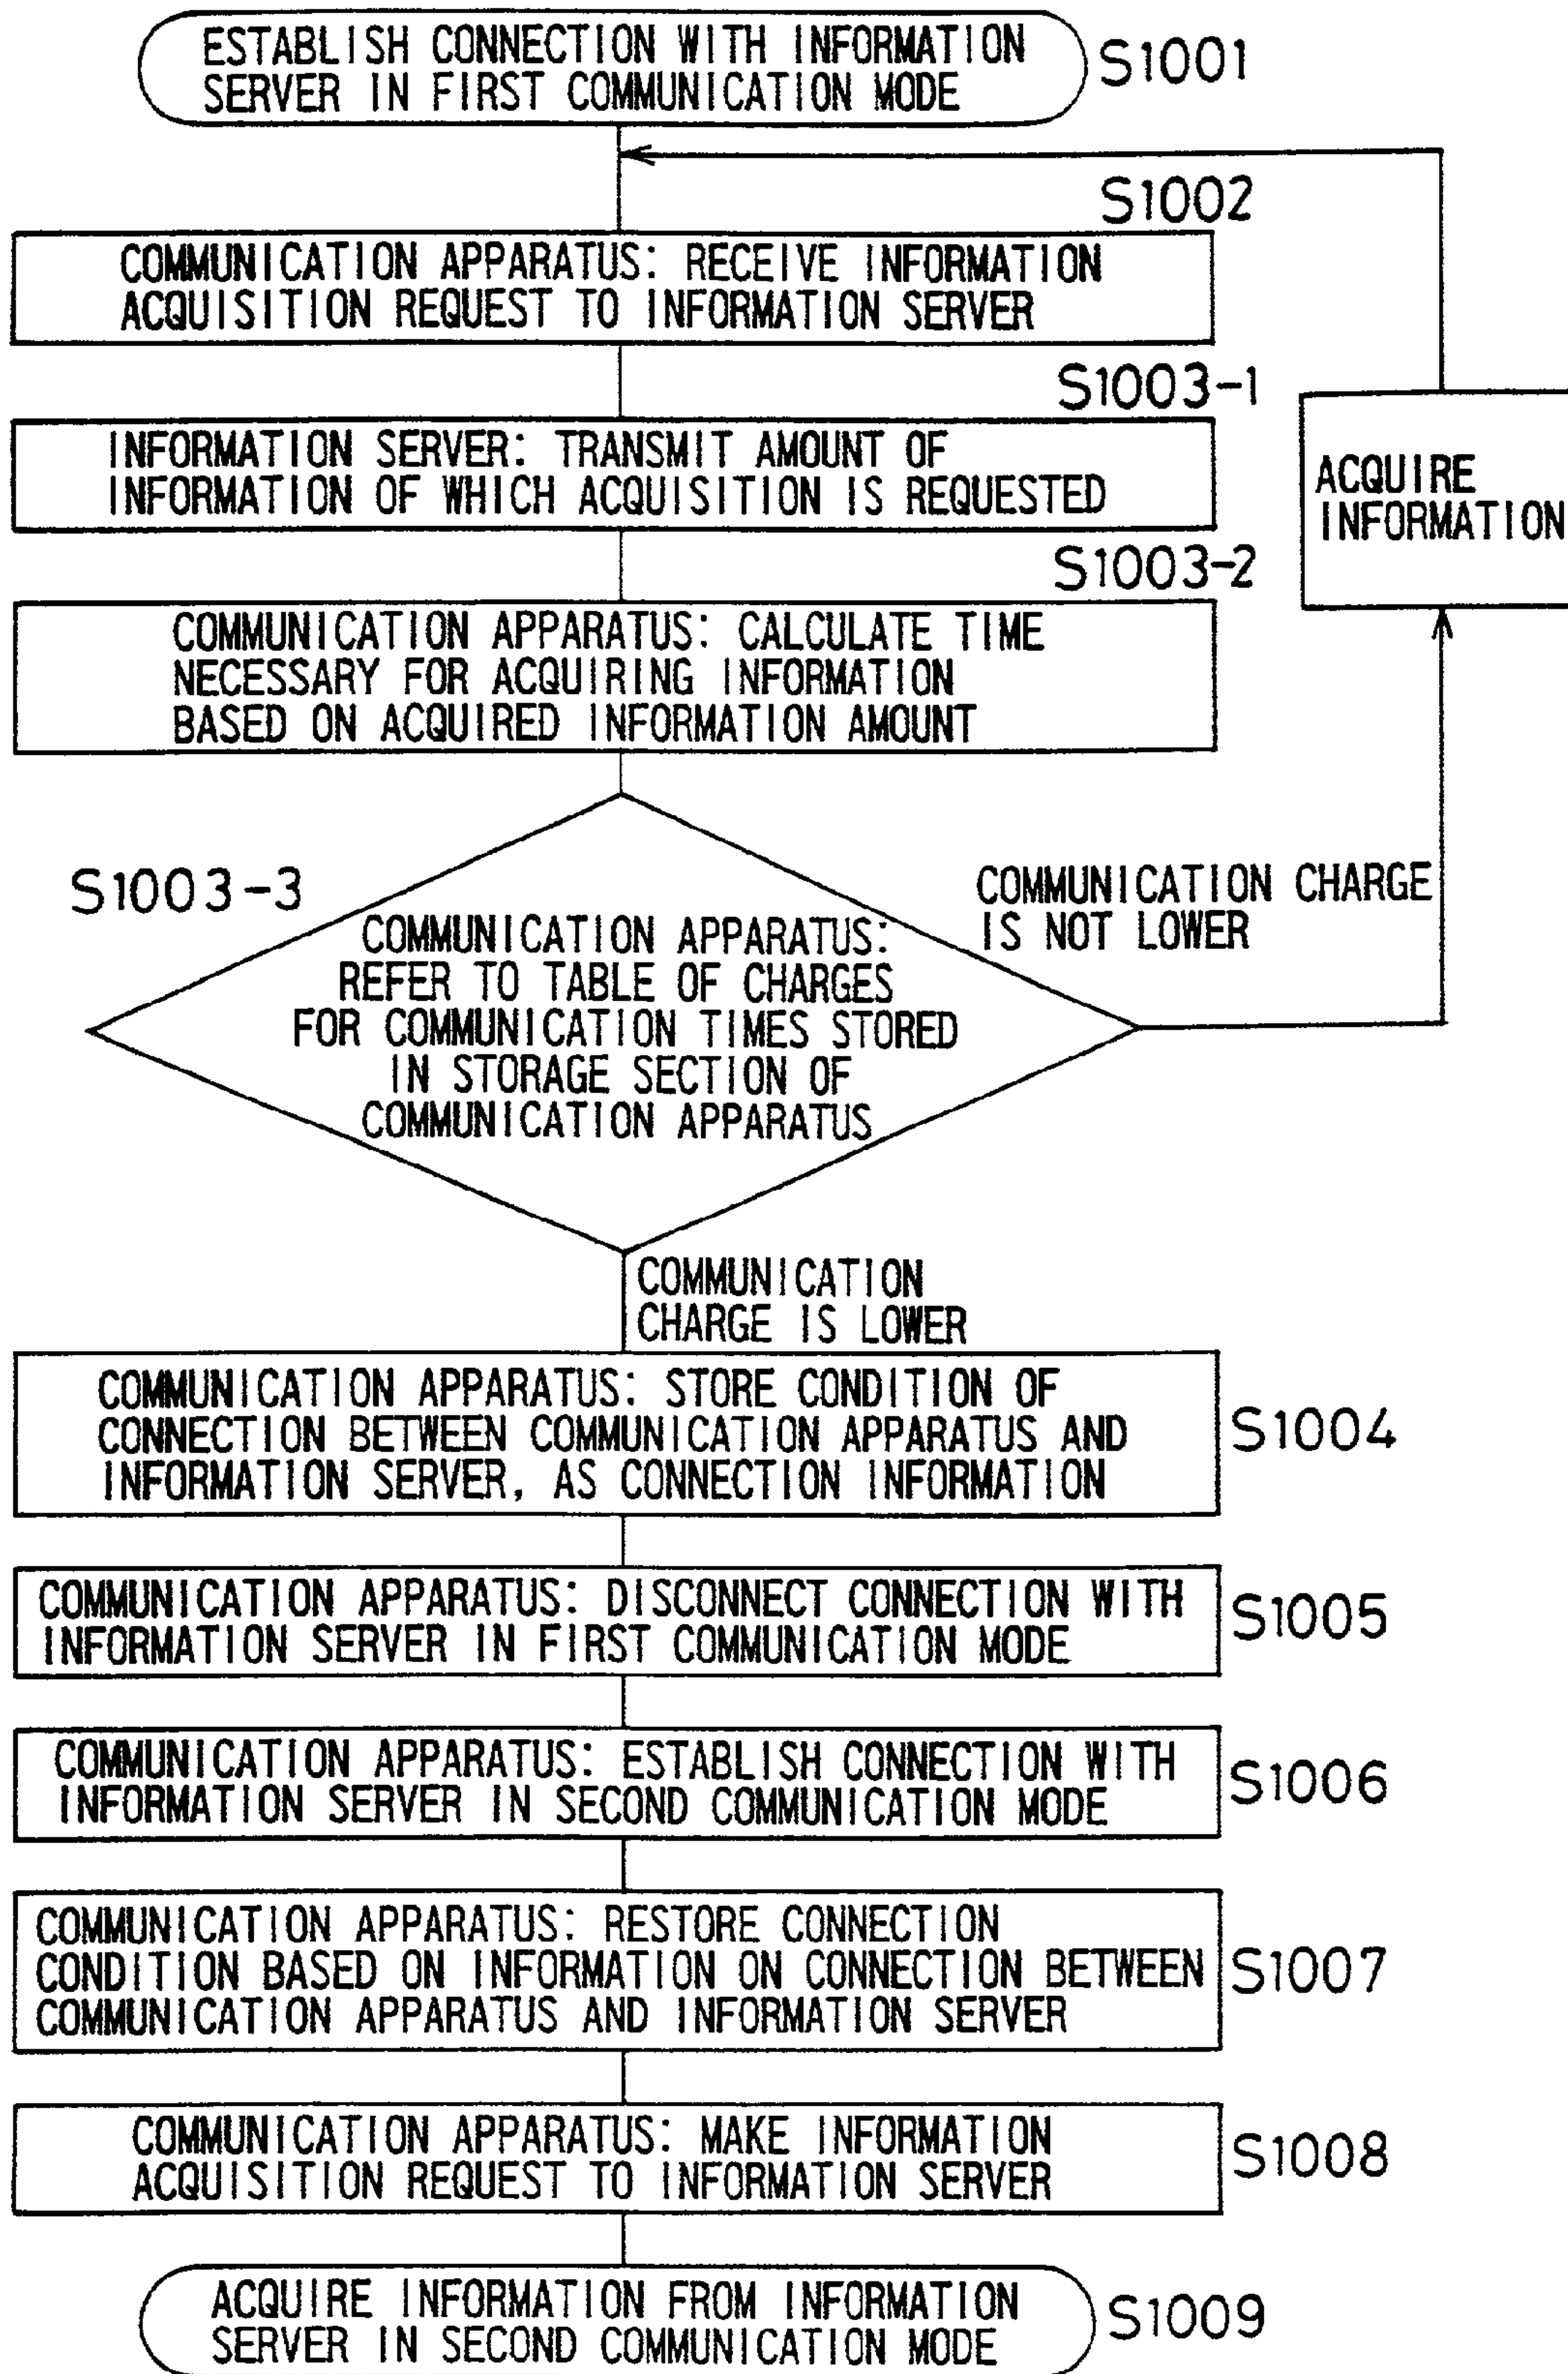 ESTABLISH CONNECTION WITH INFORMATION
SERVER IN FIRST COMMUNICATION MODE
S1001
S1002
COMMUNICATION APPARATUS: RECEIVE INFORMATION
ACQUISITION REQUEST TO INFORMATION SERVER
S1003-1
INFORMATION SERVER: TRANSMIT AMOUNT OF
INFORMATION OF WHICH ACQUISITION IS REQUESTED
ACQUIRE
INFORMATION
S1003-2
COMMUNICATION APPARATUS: CALCULATE TIME
NECESSARY FOR ACQUIRING INFORMATION
BASED ON ACQUIRED INFORMATION AMOUNT
S1003-3
COMMUNICATION CHARGE
IS NOT LOWER
COMMUNICATION APPARATUS:
REFER TO TABLE OF CHARGES
FOR COMMUNICATION TIMES STORED
IN STORAGE SECTION OF
COMMUNICATION APPARATUS
COMMUNICATION
CHARGE IS LOWER
COMMUNICATION APPARATUS: STORE CONDITION OF
CONNECTION BETWEEN COMMUNICATION APPARATUS AND
INFORMATION SERVER, AS CONNECTION INFORMATION
S1004
COMMUNICATION APPARATUS: DISCONNECT CONNECTION WITH
INFORMATION SERVER IN FIRST COMMUNICATION MODE
S1005
COMMUNICATION APPARATUS: ESTABLISH CONNECTION WITH
INFORMATION SERVER IN SECOND COMMUNICATION MODE
S1006
COMMUNICATION APPARATUS: RESTORE CONNECTION
CONDITION BASED ON INFORMATION ON CONNECTION BETWEEN
COMMUNICATION APPARATUS AND INFORMATION SERVER
S1007
COMMUNICATION APPARATUS: MAKE INFORMATION
ACQUISITION REQUEST TO INFORMATION SERVER
S1008
ACQUIRE INFORMATION FROM INFORMATION
SERVER IN SECOND COMMUNICATION MODE
S1009